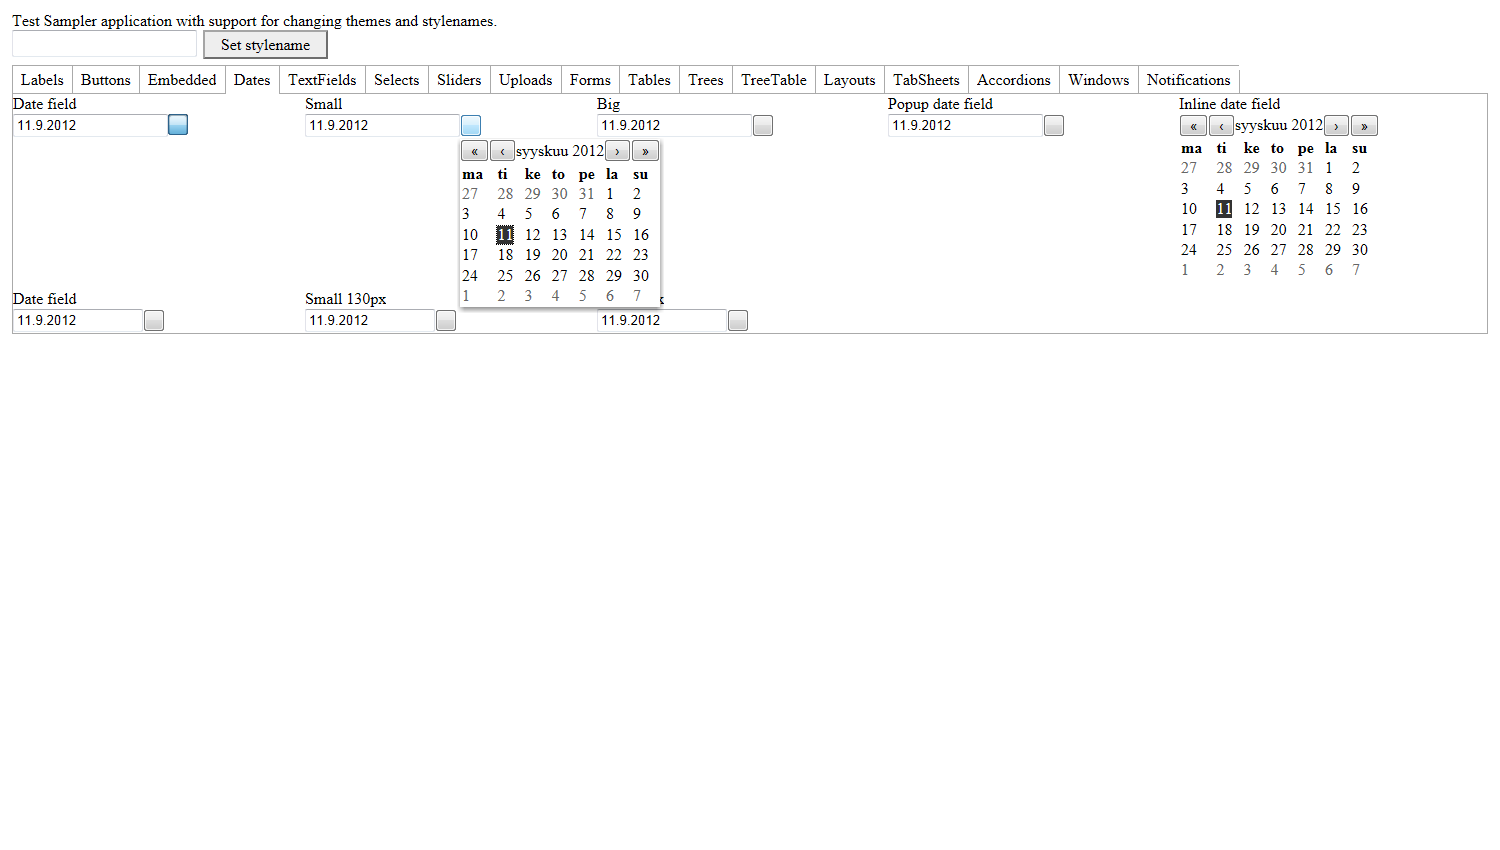 Test Sampler application with support for changing themes and stylenames.
Set stylename
Labels Buttons Embedded Dates TextFields Selects Sliders Uploads Forms Tables Trees TreeTable Layouts TabSheets Accordions Windows Notifications
Date field Small Big Popup date field Inline date field
11.9.2012 11.9.2012 11.9.2012 11.9.2012
« ‹ syyskuu 2012 › »
ma ti ke to pe la su
27 28 29 30 31 1 2
3 4 5 6 7 8 9
10 11 12 13 14 15 16
17 18 19 20 21 22 23
24 25 26 27 28 29 30
1 2 3 4 5 6 7
« ‹ syyskuu 2012 › »
ma ti ke to pe la su
27 28 29 30 31 1 2
3 4 5 6 7 8 9
10 11 12 13 14 15 16
17 18 19 20 21 22 23
24 25 26 27 28 29 30
1 2 3 4 5 6 7
Date field Small 130px
11.9.2012 11.9.2012 11.9.2012